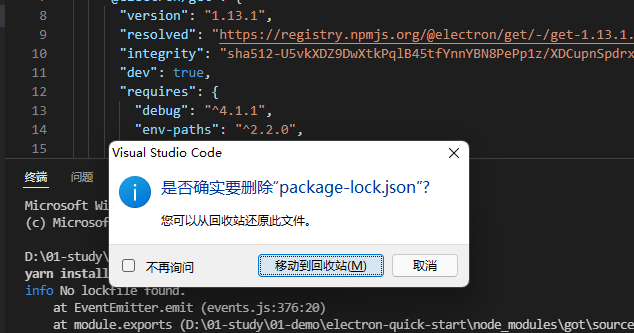 8 "version": "1.13.1",
9 "resolved": "https://registry.npmjs.org/@electron/get/-/get-1.13.1.
10 "integrity": "sha512-U5vkXDZ9DwXtkPqlB45tfYnnYBN8PePp1z/XDCupnSpdrx
11 "dev": true,
12 "requires": {
13 "debug": "^4.1.1",
14 "env-paths": "^2.2.0",
Visual Studio Code
是否确实要删除“package-lock.json”?
您可以从回收站还原此文件。
不再询问
移动到回收站(M)
取消
终端 问题
Microsoft Wi
(c) Microsof
D:\01-study\
yarn install
info No lockfile found.
at EventEmitter.emit (events.js:376:20)
at module.exports (D:\01-study\01-demo\electron-quick-start\node_modules\got\source